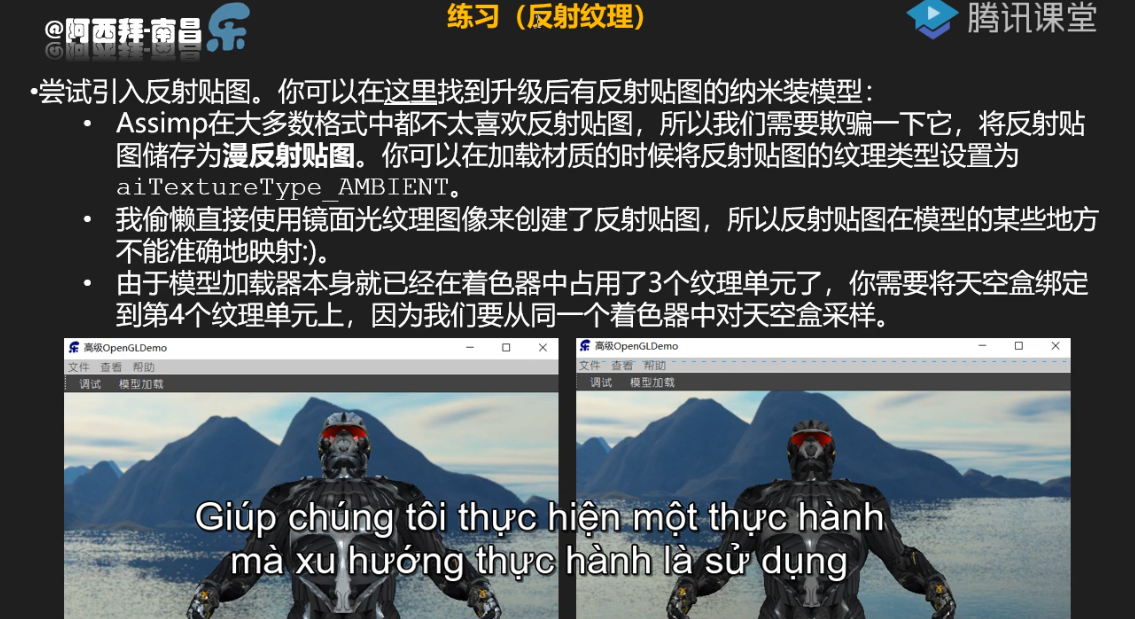 练习（反射纹理）
@阿西拜-南昌
腾讯课堂
•尝试引入反射贴图。你可以在这里找到升级后有反射贴图的纳米装模型：
• Assimp在大多数格式中都不太喜欢反射贴图，所以我们需要欺骗一下它，将反射贴
图储存为漫反射贴图。你可以在加载材质的时候将反射贴图的纹理类型设置为
aiTextureType_AMBIENT。
• 我偷懒直接使用镜面光纹理图像来创建了反射贴图，所以反射贴图在模型的某些地方
不能准确地映射:)。
• 由于模型加载器本身就已经在着色器中占用了3个纹理单元了，你需要将天空盒绑定
到第4个纹理单元上，因为我们要从同一个着色器中对天空盒采样。
高级OpenGLDemo
文件 查看 帮助
调试 模型加载
高级OpenGLDemo
文件 查看 帮助
调试 模型加载
Giúp chúng tôi thực hiện một thực hành
mà xu hướng thực hành là sử dụng